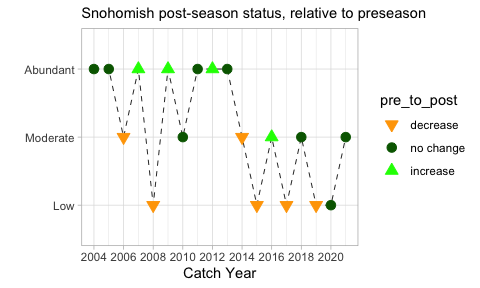 Snohomish post-season status, relative to preseason
Abundant
Moderate
Low
2004 2006 2008 2010 2012 2014 2016 2018 2020
Catch Year
pre_to_post
decrease
no change
increase